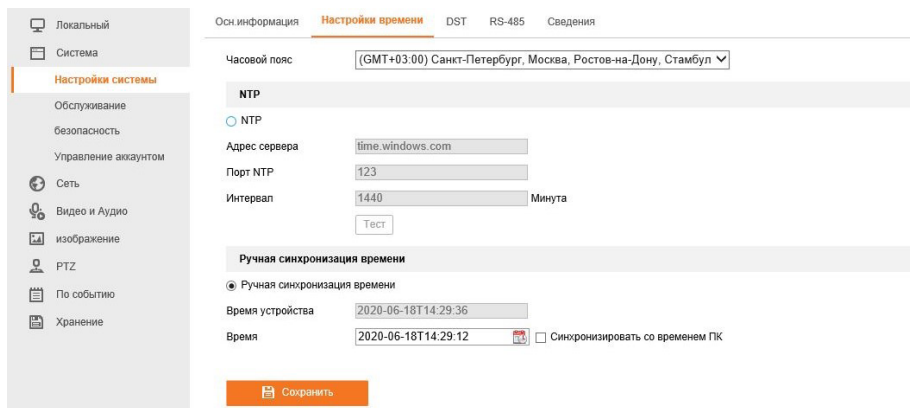 Локальный
Система
Настройки системы
Обслуживание
безопасность
Управление аккаунтом
Сеть
Видео и Аудио
изображение
PTZ
По событию
Хранение
Осн.информация Настройки времени DST RS-485 Сведения
Часовой пояс (GMT+03:00) Санкт-Петербург, Москва, Ростов-на-Дону, Стамбул
NTP
NTP
Адрес сервера time.windows.com
Порт NTP 123
Интервал 1440 Минута
Тест
Ручная синхронизация времени
Ручная синхронизация времени
Время устройства 2020-06-18T14:29:36
Время 2020-06-18T14:29:12 Синхронизировать со временем ПК
Сохранить